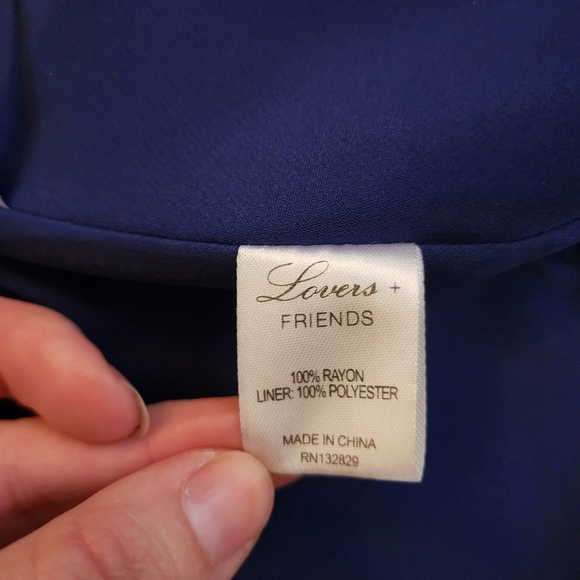 Lovers +
FRIENDS
100% RAYON
LINER: 100% POLYESTER
MADE IN CHINA
RN132829